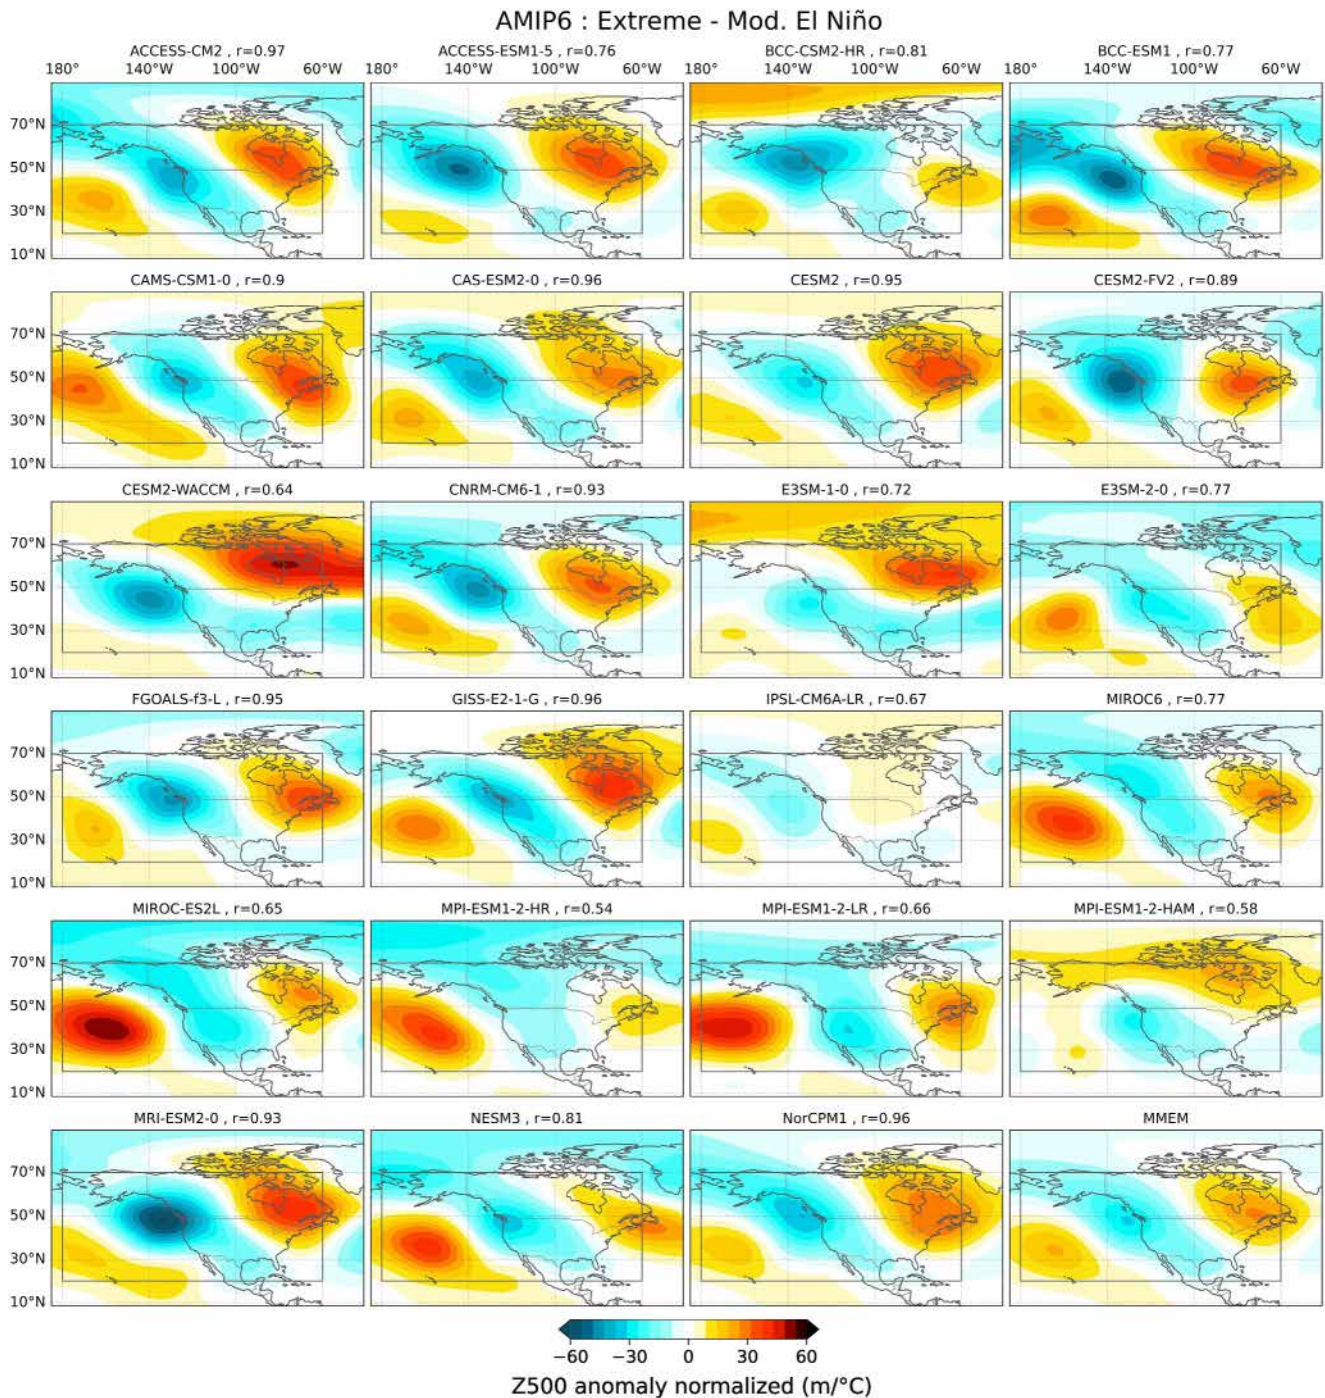 AMIP6 : Extreme - Mod. El Niño
ACCESS-CM2 , r=0.97 ACCESS-ESM1-5 , r=0.76 BCC-CSM2-HR , r=0.81 BCC-ESM1 , r=0.77
180° 140°W 100°W 60°W 180° 140°W 100°W 60°W 180° 140°W 100°W 60°W 180° 140°W 100°W 60°W
70°N
50°N
30°N
10°N
CAMS-CSM1-0 , r=0.9 CAS-ESM2-0 , r=0.96 CESM2 , r=0.95 CESM2-FV2 , r=0.89
70°N
50°N
30°N
10°N
CESM2-WACCM , r=0.64 CNRM-CM6-1 , r=0.93 E3SM-1-0 , r=0.72 E3SM-2-0 , r=0.77
70°N
50°N
30°N
10°N
FGOALS-f3-L , r=0.95 GISS-E2-1-G , r=0.96 IPSL-CM6A-LR , r=0.67 MIROC6 , r=0.77
70°N
50°N
30°N
10°N
MIROC-ES2L , r=0.65 MPI-ESM1-2-HR , r=0.54 MPI-ESM1-2-LR , r=0.66 MPI-ESM1-2-HAM , r=0.58
70°N
50°N
30°N
10°N
MRI-ESM2-0 , r=0.93 NESM3 , r=0.81 NorCPM1 , r=0.96 MMEM
70°N
50°N
30°N
10°N
−60 −30 0 30 60
Z500 anomaly normalized (m/°C)